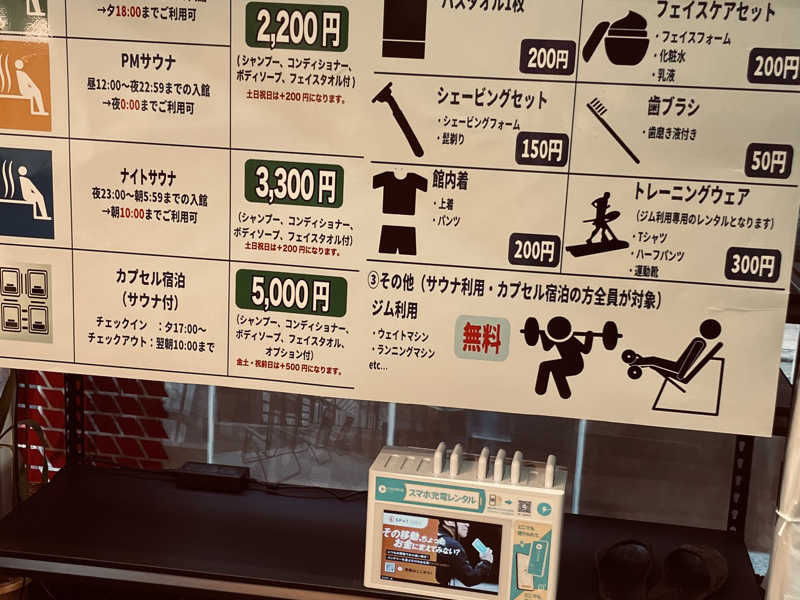 →夕18:00までご利用可
2,200円
(シャンプー、コンディショナー、
ボディソープ、フェイスタオル付)
土日祝日は+200円になります。
PMサウナ
昼12:00〜夜22:59までの入館
→夜0:00までご利用可
ナイトサウナ
夜23:00〜朝5:59までの入館
→朝10:00までご利用可
3,300円
(シャンプー、コンディショナー、
ボディソープ、フェイスタオル付)
土日祝日は+200円になります。
カプセル宿泊
(サウナ付)
チェックイン :夕17:00〜
チェックアウト:翌朝10:00まで
5,000円
(シャンプー、コンディショナー、
ボディソープ、フェイスタオル、
オプション付)
金土・祝前日は+500円になります。
バスタオル1枚
200円
フェイスケアセット
・フェイスフォーム
・化粧水
・乳液
200円
シェービングセット
・シェービングフォーム
・髭剃り
150円
歯ブラシ
・歯磨き液付き
50円
館内着
・上着
・パンツ
200円
トレーニングウェア
(ジム利用専用のレンタルとなります)
・Tシャツ
・ハーフパンツ
・運動靴
300円
③その他(サウナ利用・カプセル宿泊の方全員が対象)
ジム利用
・ウェイトマシン
・ランニングマシン
etc...
無料
スマホ充電レンタル
その移動、ちょっと
お金に変えてみない?